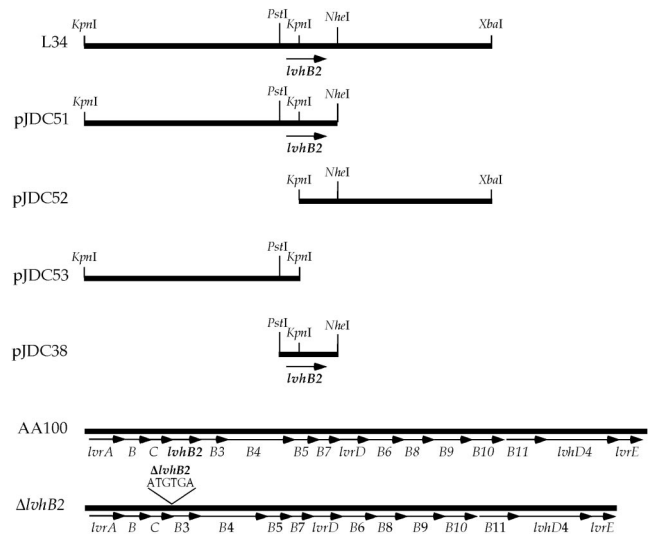 PstI NheI
KpnI KpnI XbaI
L34
lvhB2
PstI NheI
KpnI KpnI
pJDC51
lvhB2
KpnI NheI XbaI
pJDC52
PstI
KpnI KpnI
pJDC53
PstI NheI
KpnI
pJDC38
lvhB2
AA100
lvrA B C lvhB2 B3 B4 B5 B7 lvrD B6 B8 B9 B10 B11 lvhD4 lvrE
ΔlvhB2
ATGTGA
ΔlvhB2
lvrA B C B3 B4 B5 B7 lvrD B6 B8 B9 B10 B11 lvhD4 lvrE